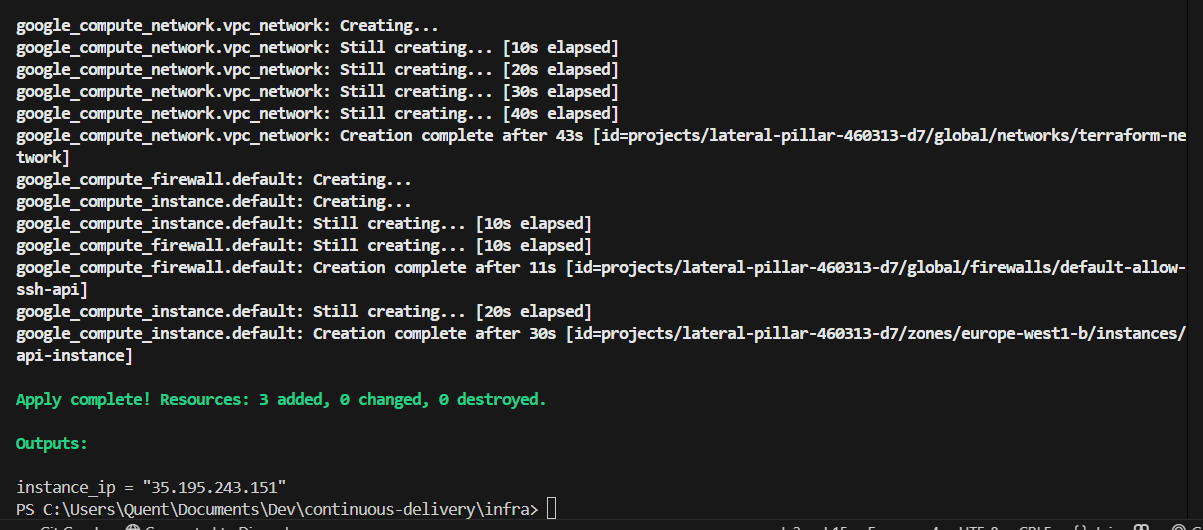 google_compute_network.vpc_network: Creating...
google_compute_network.vpc_network: Still creating... [10s elapsed]
google_compute_network.vpc_network: Still creating... [20s elapsed]
google_compute_network.vpc_network: Still creating... [30s elapsed]
google_compute_network.vpc_network: Still creating... [40s elapsed]
google_compute_network.vpc_network: Creation complete after 43s [id=projects/lateral-pillar-460313-d7/global/networks/terraform-ne
twork]
google_compute_firewall.default: Creating...
google_compute_instance.default: Creating...
google_compute_instance.default: Still creating... [10s elapsed]
google_compute_firewall.default: Still creating... [10s elapsed]
google_compute_firewall.default: Creation complete after 11s [id=projects/lateral-pillar-460313-d7/global/firewalls/default-allow-
ssh-api]
google_compute_instance.default: Still creating... [20s elapsed]
google_compute_instance.default: Creation complete after 30s [id=projects/lateral-pillar-460313-d7/zones/europe-west1-b/instances/
api-instance]
Apply complete! Resources: 3 added, 0 changed, 0 destroyed.
Outputs:
instance_ip = "35.195.243.151"
PS C:\Users\Quent\Documents\Dev\continuous-delivery\infra>